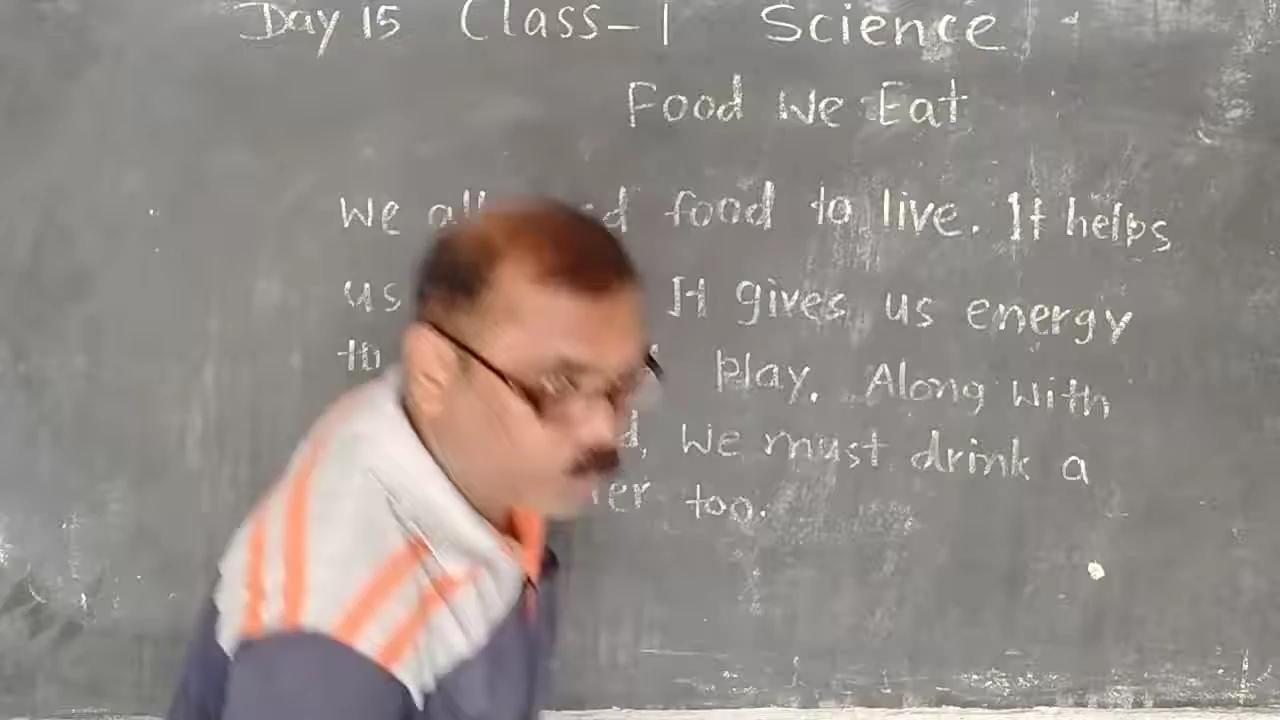 Day 15 Class-1 Science
Food We Eat
We all food to live. It helps
us It gives us energy
to play. Along with
we must drink a
too.